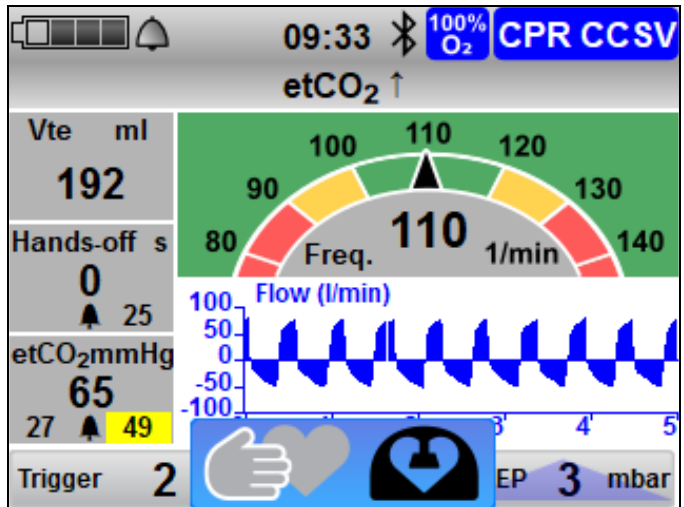 09:33 100% O₂ CPR CCSV
etCO₂ ↑
Vte ml
192
Hands-off s
0
25
etCO₂mmHg
65
27 49
80 90 100 110 120 130 140
Freq. 110 1/min
Flow (l/min)
100
50
0
-50
-100
3' 4' 5
Trigger 2
EP 3 mbar